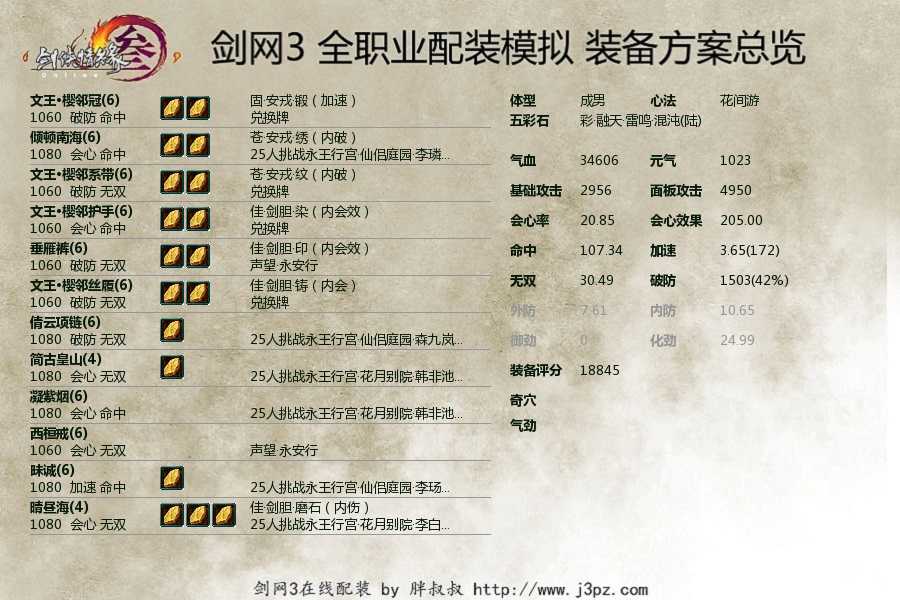 剑侠情缘 叁
Online
剑网3 全职业配装模拟 装备方案总览
文王•樱邻冠(6)
1060 破防 命中
固·安戎·锻（加速）
兑换牌
倾顿南海(6)
1080 会心 命中
苍·安戎·绣（内破）
25人挑战永王行宫·仙侣庭园·李璘...
文王•樱邻系带(6)
1060 破防 无双
苍·安戎·纹（内破）
兑换牌
文王•樱邻护手(6)
1060 会心 命中
佳·剑胆·染（内会效）
兑换牌
垂雁裤(6)
1060 破防 无双
佳·剑胆·印（内会效）
声望·永安行
文王•樱邻丝履(6)
1060 破防 无双
佳·剑胆·铸（内会）
兑换牌
倩云项链(6)
1080 破防 无双
25人挑战永王行宫·仙侣庭园·森九岚...
简古皇山(4)
1080 会心 无双
25人挑战永王行宫·花月别院·韩非池...
凝紫烟(6)
1080 会心 命中
25人挑战永王行宫·花月别院·韩非池...
西桓戒(6)
1060 会心 无双
声望·永安行
昧诚(6)
1080 加速 命中
25人挑战永王行宫·仙侣庭园·李玚...
晴昼海(4)
1080 会心 无双
佳·剑胆·磨石（内伤）
25人挑战永王行宫·花月别院·李白...
体型 成男 心法 花间游
五彩石 彩·融天·雷鸣·混沌(陆)
气血 34606 元气 1023
基础攻击 2956 面板攻击 4950
会心率 20.85 会心效果 205.00
命中 107.34 加速 3.65(172)
无双 30.49 破防 1503(42%)
外防 7.61 内防 10.65
御劲 0 化劲 24.99
装备评分 18845
奇穴
气劲
剑网3在线配装 by 胖叔叔 http://www.j3pz.com